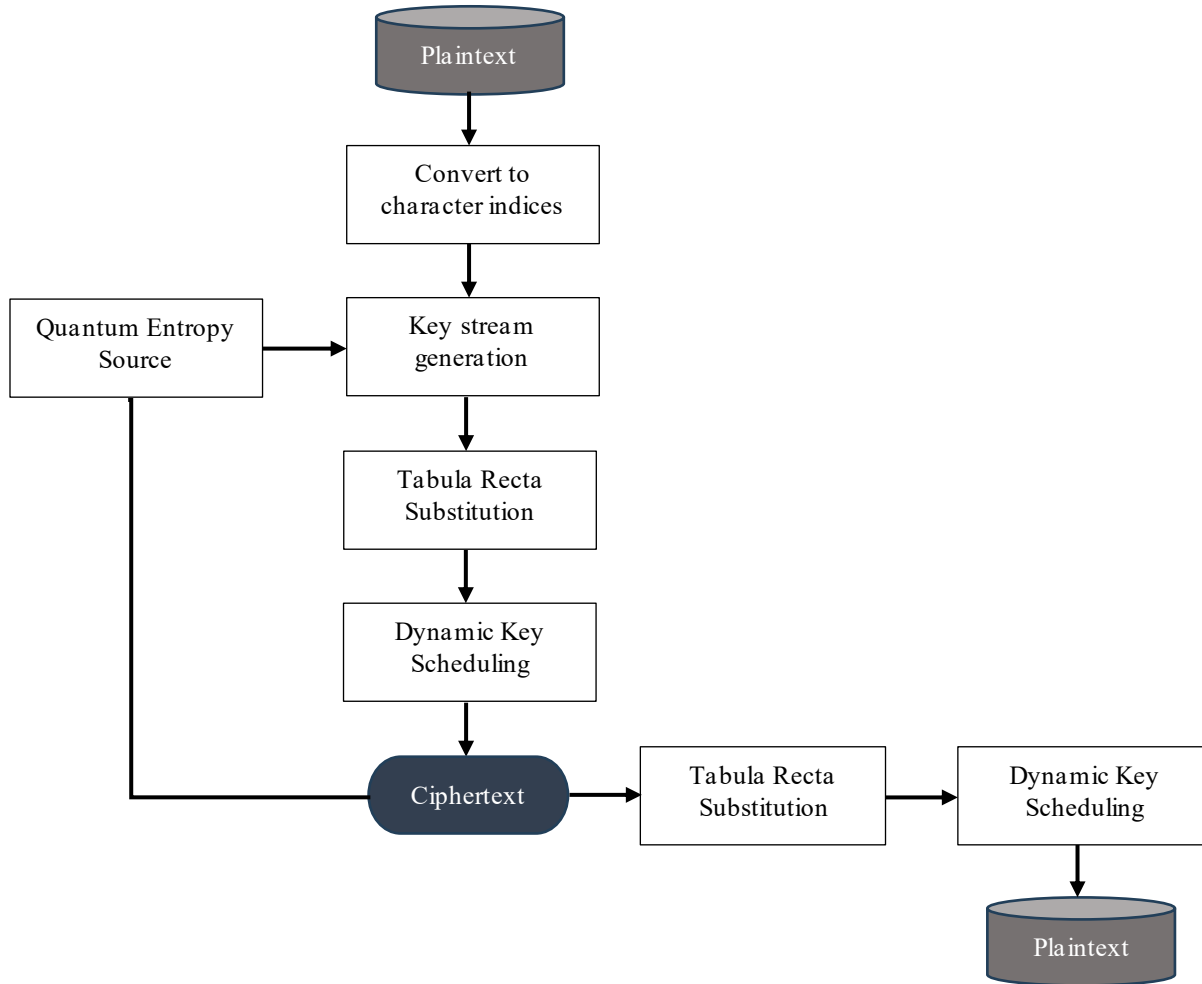 Plaintext
Convert to
character indices
Quantum Entropy
Source
Key stream
generation
Tabula Recta
Substitution
Dynamic Key
Scheduling
Ciphertext
Tabula Recta
Substitution
Dynamic Key
Scheduling
Plaintext